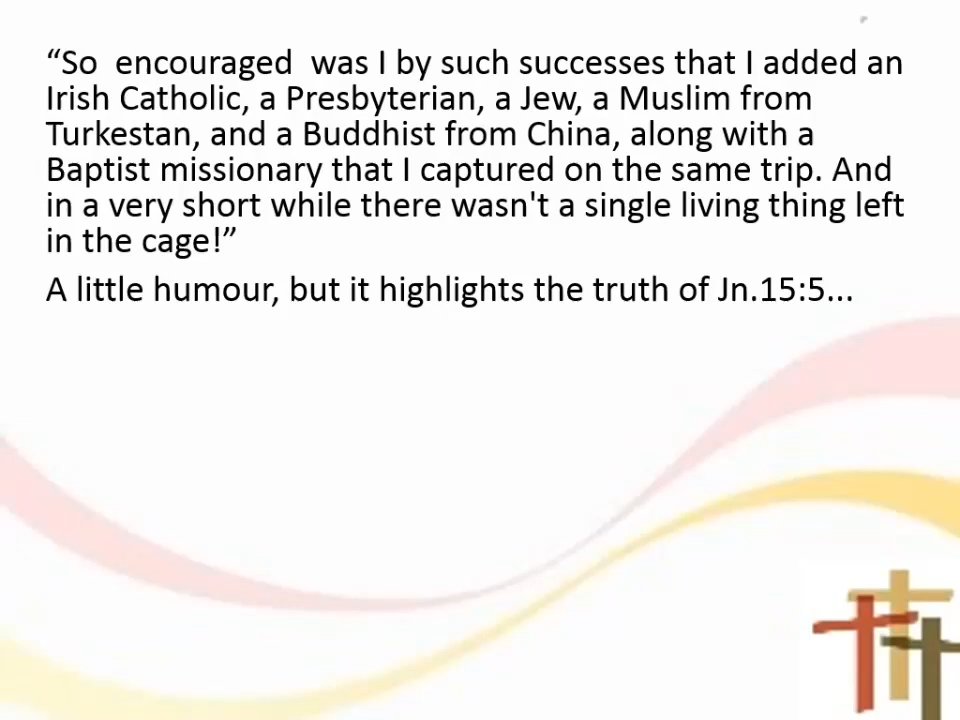 “So  encouraged  was I by such successes that I added an
Irish Catholic, a Presbyterian, a Jew, a Muslim from
Turkestan, and a Buddhist from China, along with a
Baptist missionary that I captured on the same trip. And
in a very short while there wasn't a single living thing left
in the cage!”
A little humour, but it highlights the truth of Jn.15:5...